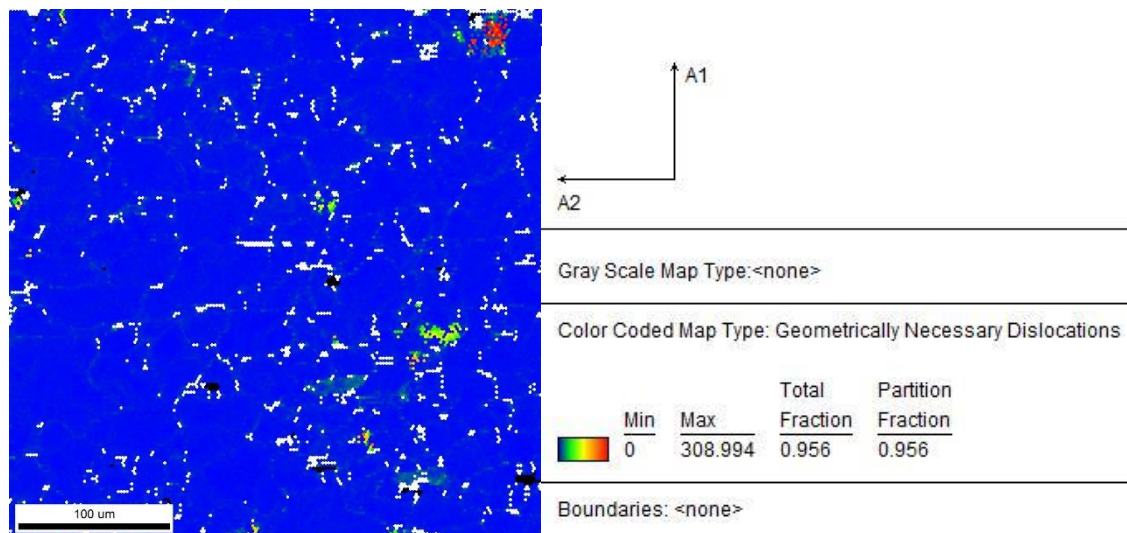 100 um
A1
A2
Gray Scale Map Type:<none>
Color Coded Map Type: Geometrically Necessary Dislocations
Total Partition
Min Max Fraction Fraction
0 308.994 0.956 0.956
Boundaries: <none>